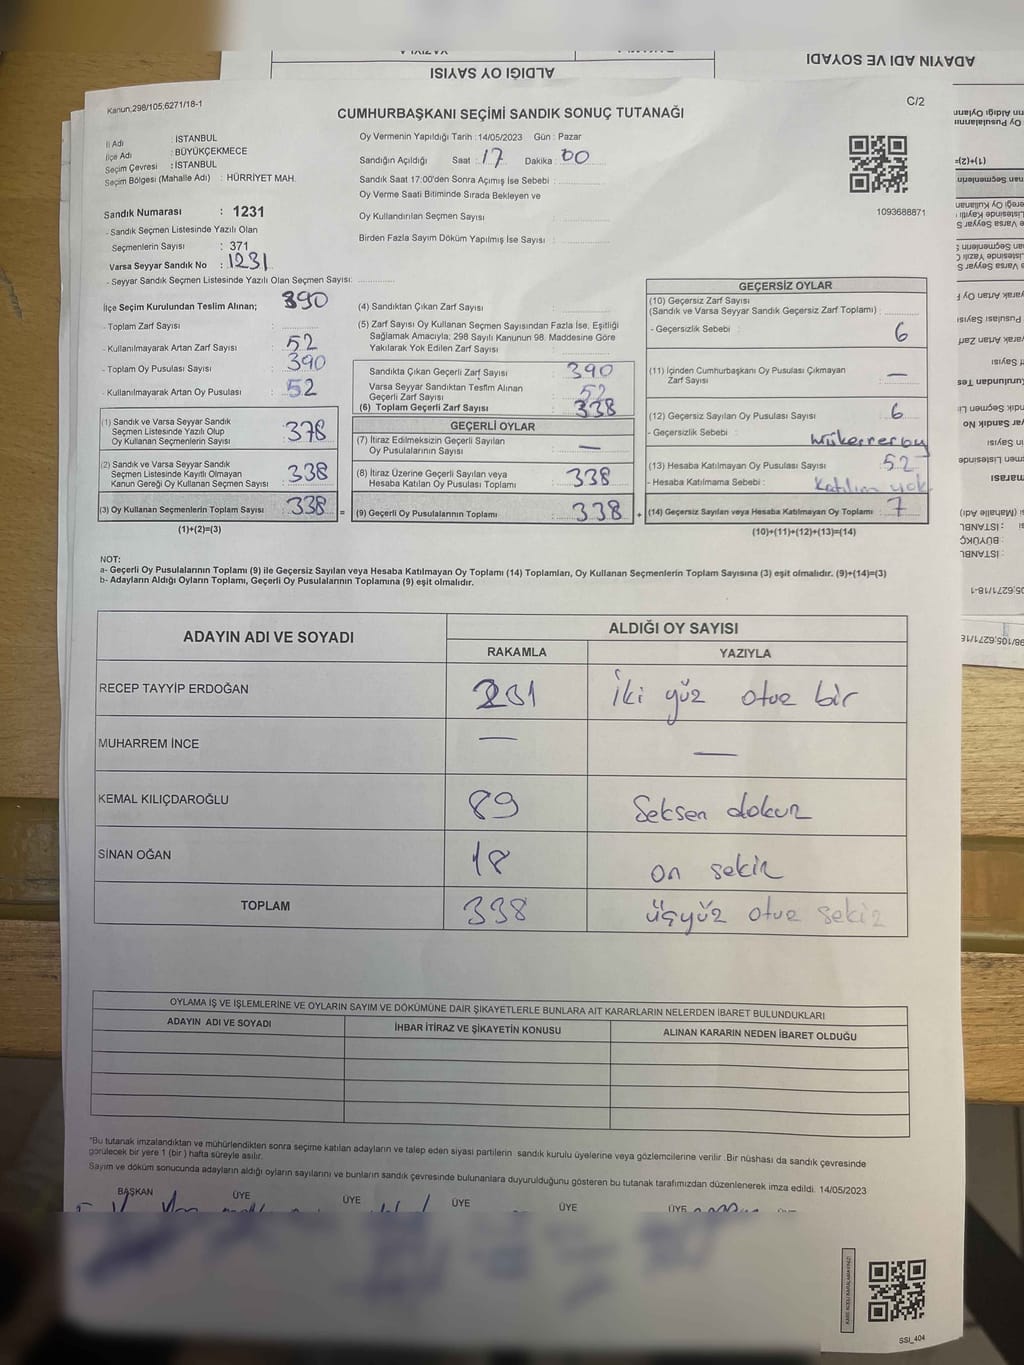 ALDIĞI OY SAYISI
ADAYIN ADI VE SOYADI
Kanun;298/105,6271/18-1
C/2
CUMHURBAŞKANI SEÇİMİ SANDIK SONUÇ TUTANAĞI
İl Adı : İSTANBUL
İlçe Adı : BÜYÜKÇEKMECE
Seçim Çevresi : İSTANBUL
Seçim Bölgesi (Mahalle Adı) : HÜRRİYET MAH.
Sandık Numarası : 1231
- Sandık Seçmen Listesinde Yazılı Olan
Seçmenlerin Sayısı : 371
Varsa Seyyar Sandık No : 1231
- Seyyar Sandık Seçmen Listesinde Yazılı Olan Seçmen Sayısı:
Oy Vermenin Yapıldığı Tarih : 14/05/2023 Gün : Pazar
Sandığın Açıldığı Saat : 17 Dakika : 00
Sandık Saat 17:00'den Sonra Açımış İse Sebebi :
Oy Verme Saati Bitiminde Sırada Bekleyen ve
Oy Kullandırılan Seçmen Sayısı :
Birden Fazla Sayım Döküm Yapılmış İse Sayısı :
1093688871
İlçe Seçim Kurulundan Teslim Alınan; 390
- Toplam Zarf Sayısı :
- Kullanılmayarak Artan Zarf Sayısı : 52
- Toplam Oy Pusulası Sayısı : 390
- Kullanılmayarak Artan Oy Pusulası : 52
(1) Sandık ve Varsa Seyyar Sandık
Seçmen Listesinde Yazılı Olup
Oy Kullanan Seçmenlerin Sayısı : 378
(2) Sandık ve Varsa Seyyar Sandık
Seçmen Listesinde Kayıtlı Olmayan
Kanun Gereği Oy Kullanan Seçmen Sayısı : 338
(3) Oy Kullanan Seçmenlerin Toplam Sayısı : 338 =
(1)+(2)=(3)
(4) Sandıktan Çıkan Zarf Sayısı :
(5) Zarf Sayısı Oy Kullanan Seçmen Sayısından Fazla İse, Eşitliği
Sağlamak Amacıyla; 298 Sayılı Kanunun 98. Maddesine Göre
Yakılarak Yok Edilen Zarf Sayısı :
Sandıkta Çıkan Geçerli Zarf Sayısı : 390
Varsa Seyyar Sandıktan Teslim Alınan
Geçerli Zarf Sayısı : 52
(6) Toplam Geçerli Zarf Sayısı : 338
GEÇERLİ OYLAR
(7) İtiraz Edilmeksizin Geçerli Sayılan
Oy Pusulalarının Sayısı : —
(8) İtiraz Üzerine Geçerli Sayılan veya
Hesaba Katılan Oy Pusulası Toplamı : 338
(9) Geçerli Oy Pusulalarının Toplamı : 338 +
GEÇERSİZ OYLAR
(10) Geçersiz Zarf Sayısı
(Sandık ve Varsa Seyyar Sandık Geçersiz Zarf Toplamı) :
- Geçersizlik Sebebi : 6
(11) İçinden Cumhurbaşkanı Oy Pusulası Çıkmayan
Zarf Sayısı : —
(12) Geçersiz Sayılan Oy Pusulası Sayısı : 6
- Geçersizlik Sebebi : mükerrer oy
(13) Hesaba Katılmayan Oy Pusulası Sayısı : 52
- Hesaba Katılmama Sebebi : Katılım yok
(14) Geçersiz Sayılan veya Hesaba Katılmayan Oy Toplamı : 7
(10)+(11)+(12)+(13)=(14)
NOT:
a- Geçerli Oy Pusulalarının Toplamı (9) ile Geçersiz Sayılan veya Hesaba Katılmayan Oy Toplamı (14) Toplamları, Oy Kullanan Seçmenlerin Toplam Sayısına (3) eşit olmalıdır. (9)+(14)=(3)
b- Adayların Aldığı Oyların Toplamı, Geçerli Oy Pusulalarının Toplamına (9) eşit olmalıdır.
ADAYIN ADI VE SOYADI ALDIĞI OY SAYISI
RAKAMLA YAZIYLA
RECEP TAYYİP ERDOĞAN 231 İki yüz otuz bir
MUHARREM İNCE — —
KEMAL KILIÇDAROĞLU 89 Seksen dokuz
SİNAN OĞAN 18 on sekiz
TOPLAM 338 üçyüz otuz sekiz
OYLAMA İŞ VE İŞLEMLERİNE VE OYLARIN SAYIM VE DÖKÜMÜNE DAİR ŞİKAYETLERLE BUNLARA AİT KARARLARIN NELERDEN İBARET BULUNDUKLARI
ADAYIN ADI VE SOYADI İHBAR İTİRAZ VE ŞİKAYETİN KONUSU ALINAN KARARIN NEDEN İBARET OLDUĞU
"Bu tutanak imzalandıktan ve mühürlendikten sonra seçime katılan adayların ve talep eden siyasi partilerin sandık kurulu üyelerine veya gözlemcilerine verilir .Bir nüshası da sandık çevresinde
görülecek bir yere 1 (bir ) hafta süreyle asılır.
Sayım ve döküm sonucunda adayların aldığı oyların sayılarını ve bunların sandık çevresinde bulunanlara duyurulduğunu gösteren bu tutanak tarafımızdan düzenlenerek imza edildi. 14/05/2023
BAŞKAN ÜYE ÜYE ÜYE ÜYE ÜYE
SSI_404